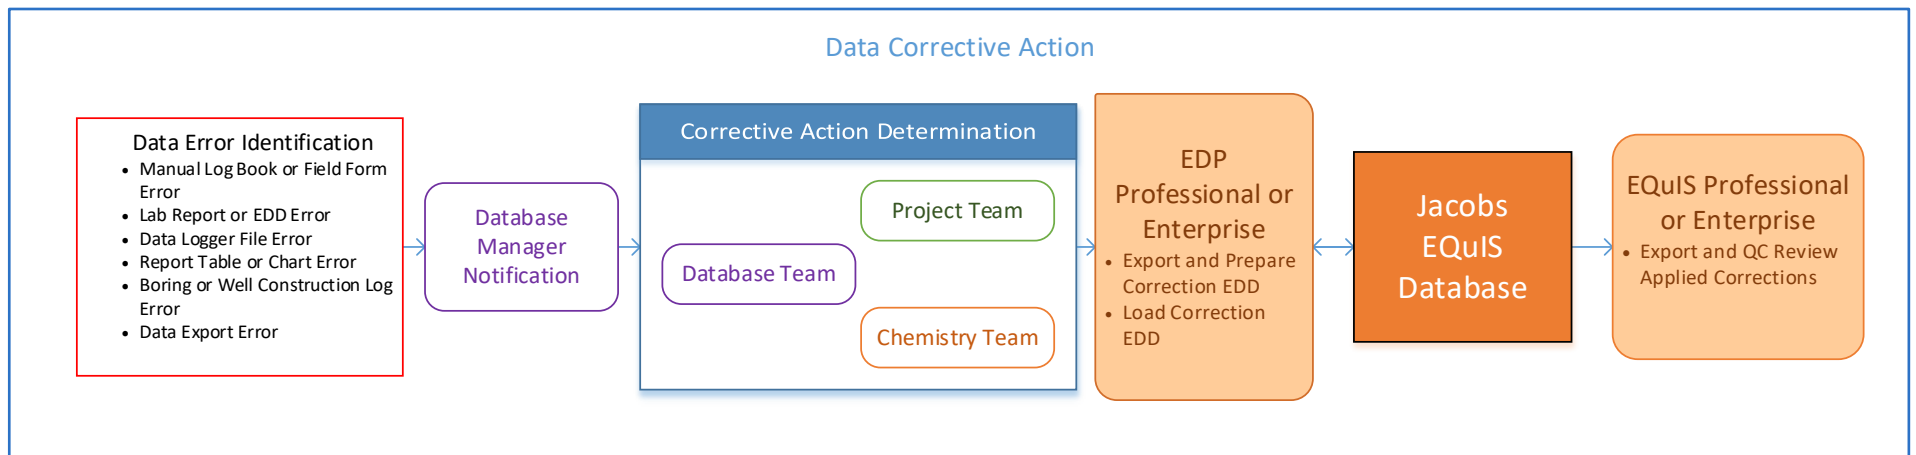 Data Corrective Action
Data Error Identification
• Manual Log Book or Field Form
Error
• Lab Report or EDD Error
• Data Logger File Error
• Report Table or Chart Error
• Boring or Well Construction Log
Error
• Data Export Error
Database
Manager
Notification
Corrective Action Determination
Project Team
Database Team
Chemistry Team
EDP
Professional or
Enterprise
• Export and Prepare
Correction EDD
• Load Correction
EDD
Jacobs
EQuIS
Database
EQuIS Professional
or Enterprise
• Export and QC Review
Applied Corrections